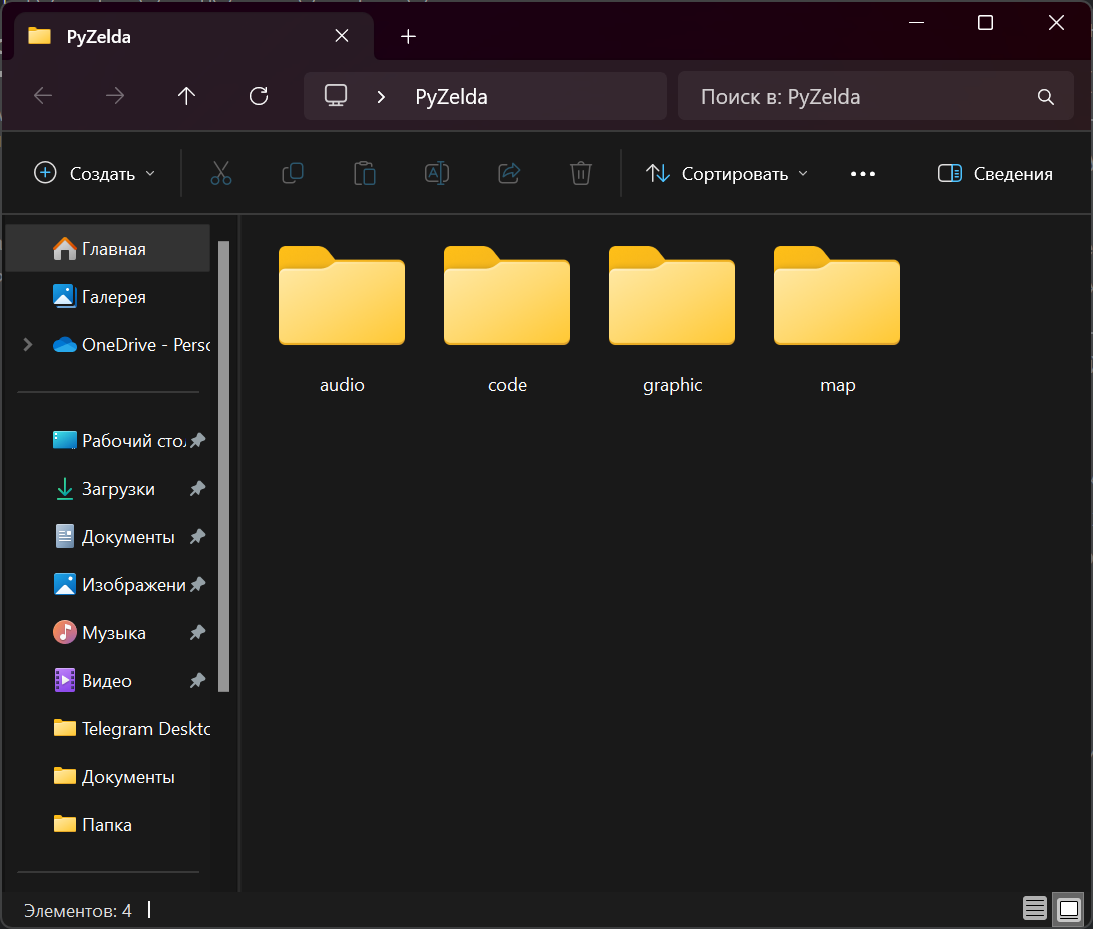 PyZelda
PyZelda
Поиск в: PyZelda
Создать
Сортировать
Сведения
Главная
Галерея
OneDrive - Perso
Рабочий стол
Загрузки
Документы
Изображени
Музыка
Видео
Telegram Deskto
Документы
Папка
audio
code
graphic
map
Элементов: 4